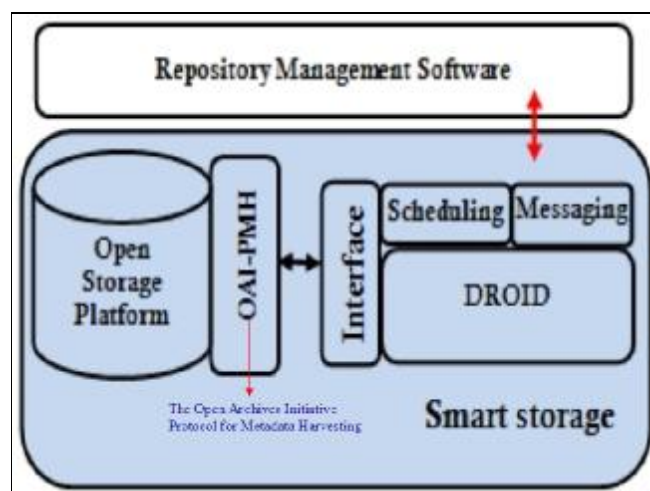 Repository Management Software
Open
Storage
Platform
OAI-PMH
Interface
Scheduling
Messaging
DROID
The Open Archives Initiative
Protocol for Metadata Harvesting
Smart storage